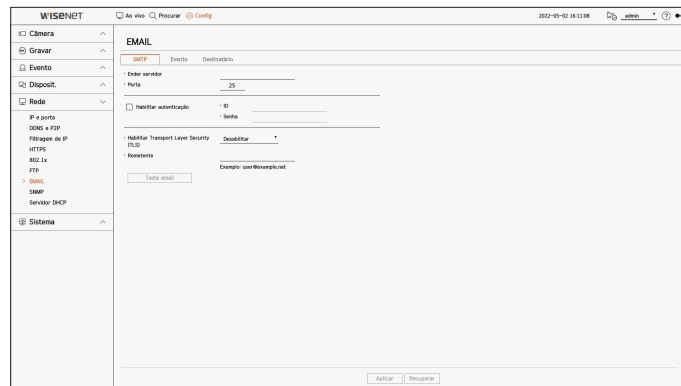 WISENET
Ao vivo Procurar Config
2022-05-02 16:11:08 admin
Câmera
Gravar
Evento
Disposit.
Rede
IP e porta
DDNS e P2P
Filtragem de IP
HTTPS
802.1x
FTP
> EMAIL
SNMP
Servidor DHCP
Sistema
EMAIL
SMTP Evento Destinatário
Ender servidor
Porta 25
Habilitar autenticação
ID
Senha
Habilitar Transport Layer Security
(TLS) Desabilitar
Remetente
Exemplo: user@example.net
Teste email
Aplicar Recuperar